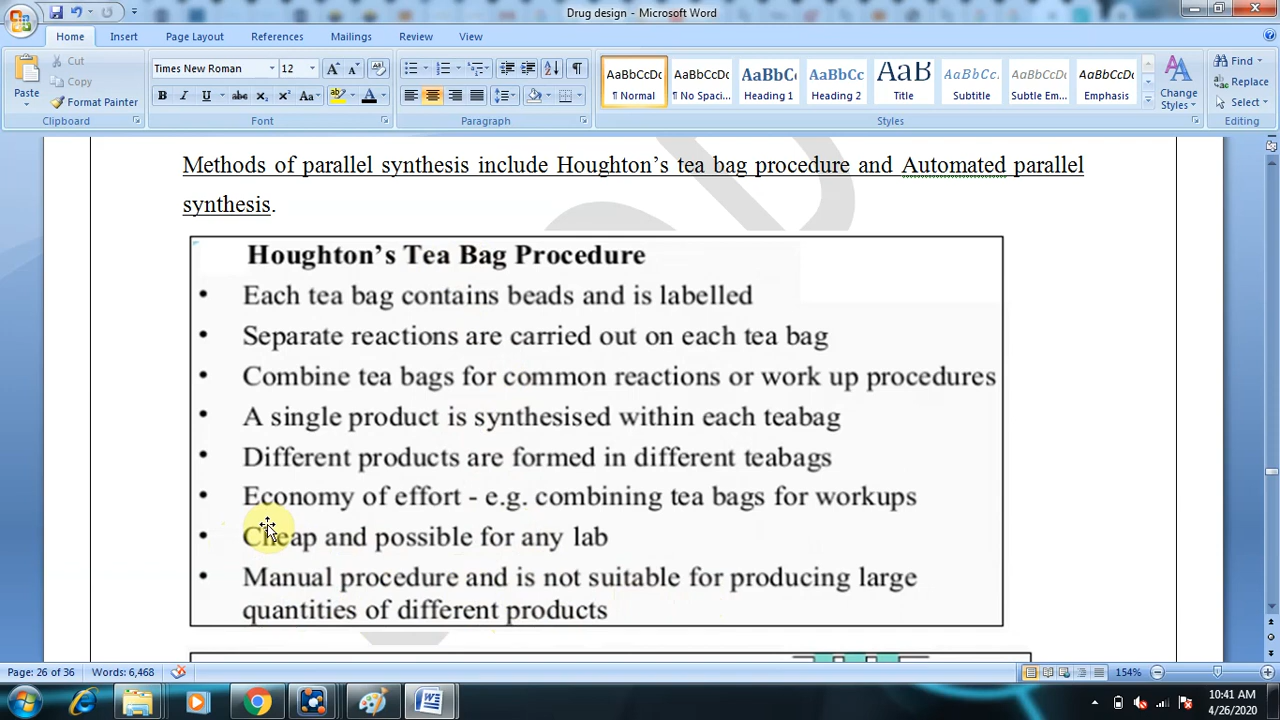 Drug design - Microsoft Word
Home Insert Page Layout References Mailings Review View
Paste
Cut
Copy
Format Painter
Clipboard
Times New Roman 12
Font
Paragraph
AaBbCcDc AaBbCcDc AaBbC AaBbCc AaB AaBbCc. AaBbCcDc AaBbCcDc
¶ Normal ¶ No Spaci... Heading 1 Heading 2 Title Subtitle Subtle Em... Emphasis
Change Styles
Styles
Find
Replace
Select
Editing
Methods of parallel synthesis include Houghton’s tea bag procedure and Automated parallel
synthesis.
Houghton’s Tea Bag Procedure
• Each tea bag contains beads and is labelled
• Separate reactions are carried out on each tea bag
• Combine tea bags for common reactions or work up procedures
• A single product is synthesised within each teabag
• Different products are formed in different teabags
• Economy of effort - e.g. combining tea bags for workups
• Cheap and possible for any lab
• Manual procedure and is not suitable for producing large
quantities of different products
Page: 26 of 36 Words: 6,468 154%
10:41 AM
4/26/2020